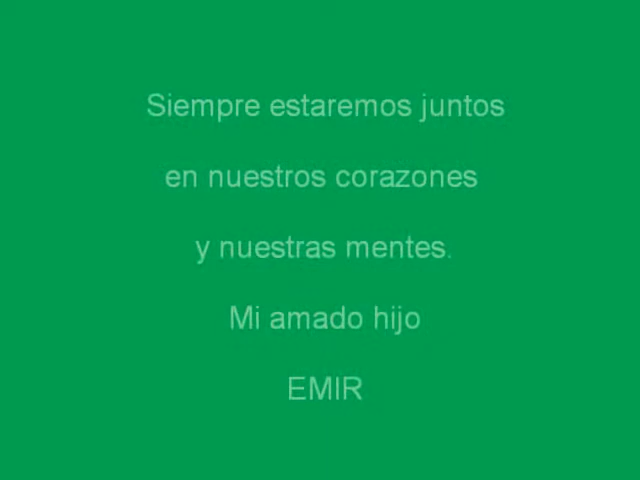 Siempre estaremos juntos
en nuestros corazones
y nuestras mentes.
Mi amado hijo
EMIR